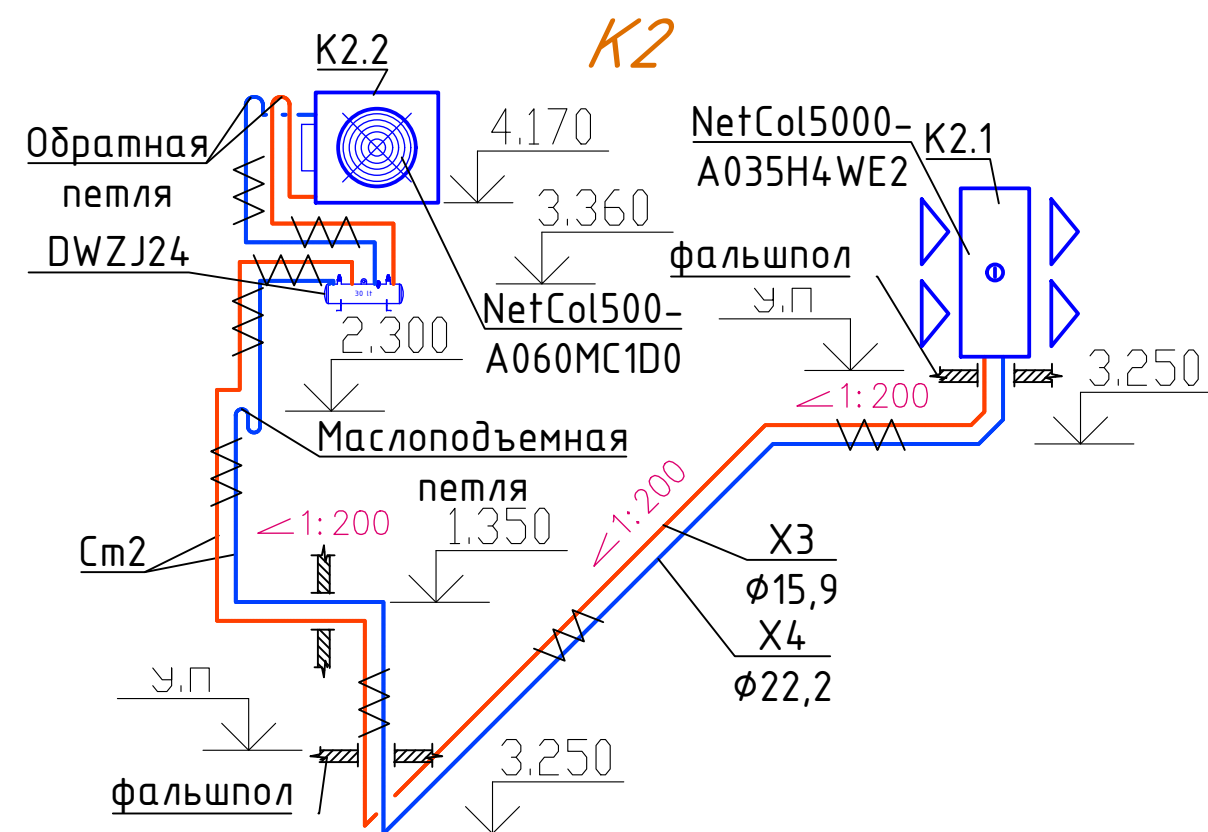 K2
K2.2
Обратная
петля
DWZJ24
4.170
3.360
NetCol5000-
A035H4WE2
K2.1
фальшпол
У.П
30 lt
NetCol500-
A060MC1D0
2.300
3.250
1:200
Маслоподъемная
петля
1:200
1.350
1:200
Ст2
X3
Ф15,9
X4
Ф22,2
У.П
фальшпол
3.250